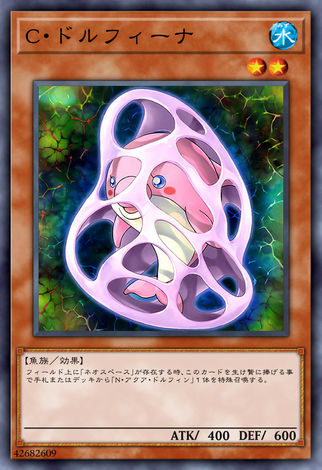 C・ドルフィーナ
水
【魚族／効果】
フィールド上に「ネオスペース」が存在する時、このカードを生け贄に捧げる事
で手札またはデッキから「N・アクア・ドルフィン」１体を特殊召喚する。
ATK/ 400 DEF/ 600
42682609